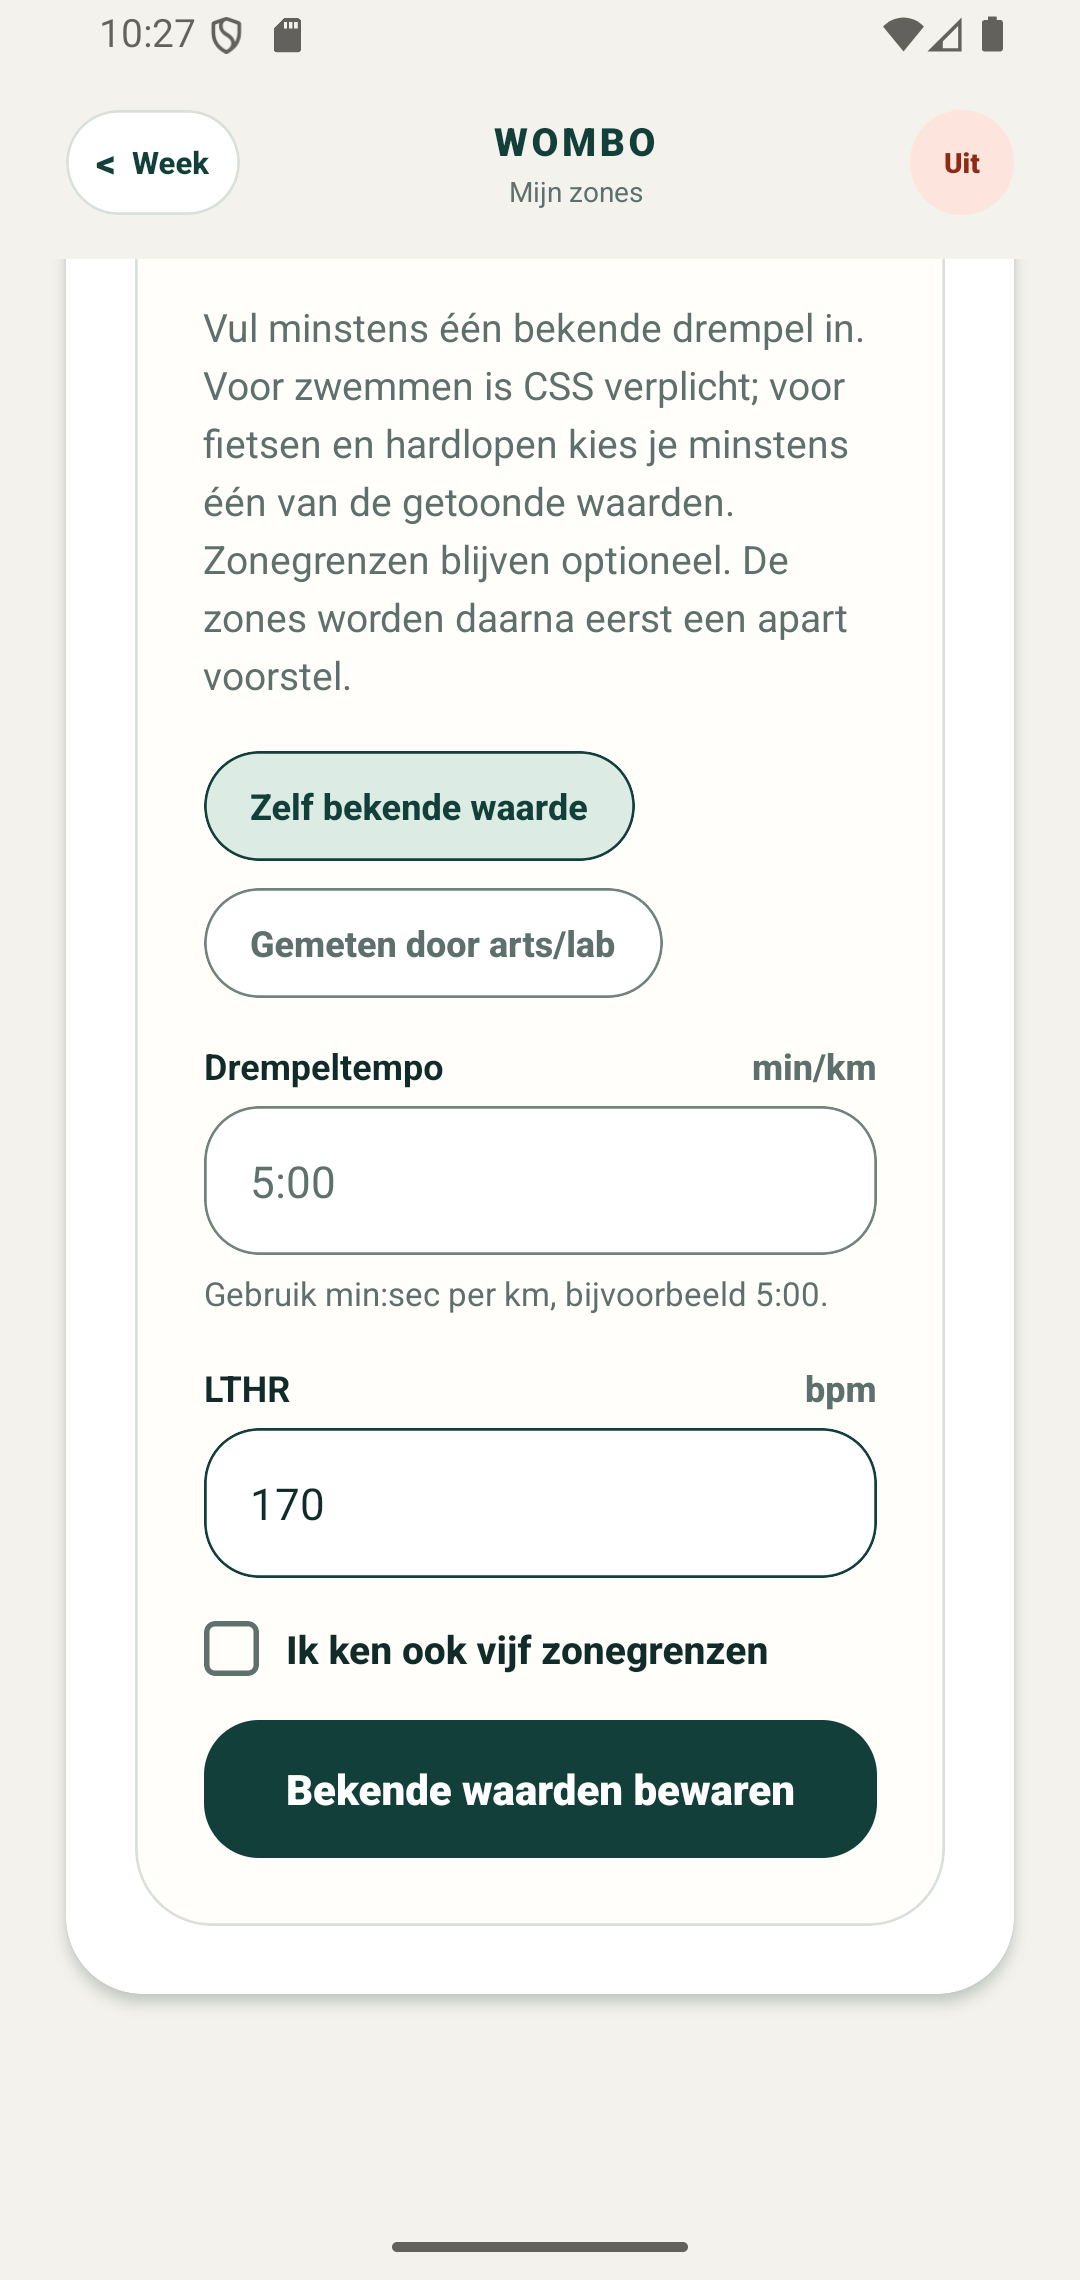 10:27
< Week
WOMBO
Mijn zones
Uit
Vul minstens één bekende drempel in.
Voor zwemmen is CSS verplicht; voor
fietsen en hardlopen kies je minstens
één van de getoonde waarden.
Zonegrenzen blijven optioneel. De
zones worden daarna eerst een apart
voorstel.
Zelf bekende waarde
Gemeten door arts/lab
Drempeltempo min/km
5:00
Gebruik min:sec per km, bijvoorbeeld 5:00.
LTHR bpm
170
Ik ken ook vijf zonegrenzen
Bekende waarden bewaren